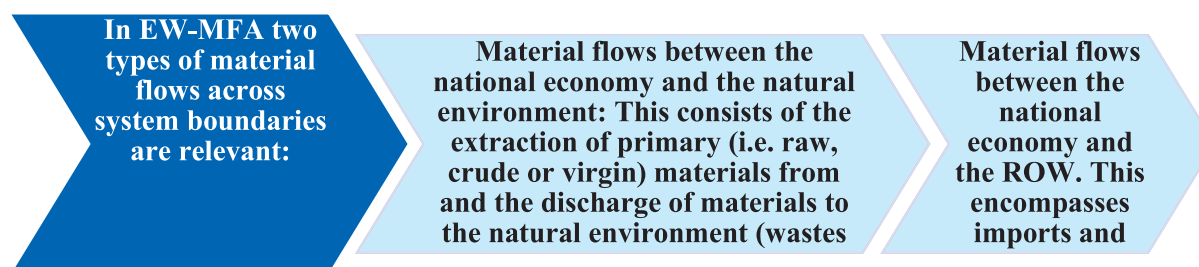 In EW-MFA two
types of material
flows across
system boundaries
are relevant:
Material flows between the
national economy and the natural
environment: This consists of the
extraction of primary (i.e. raw,
crude or virgin) materials from
and the discharge of materials to
the natural environment (wastes
Material flows
between the
national
economy and
the ROW. This
encompasses
imports and